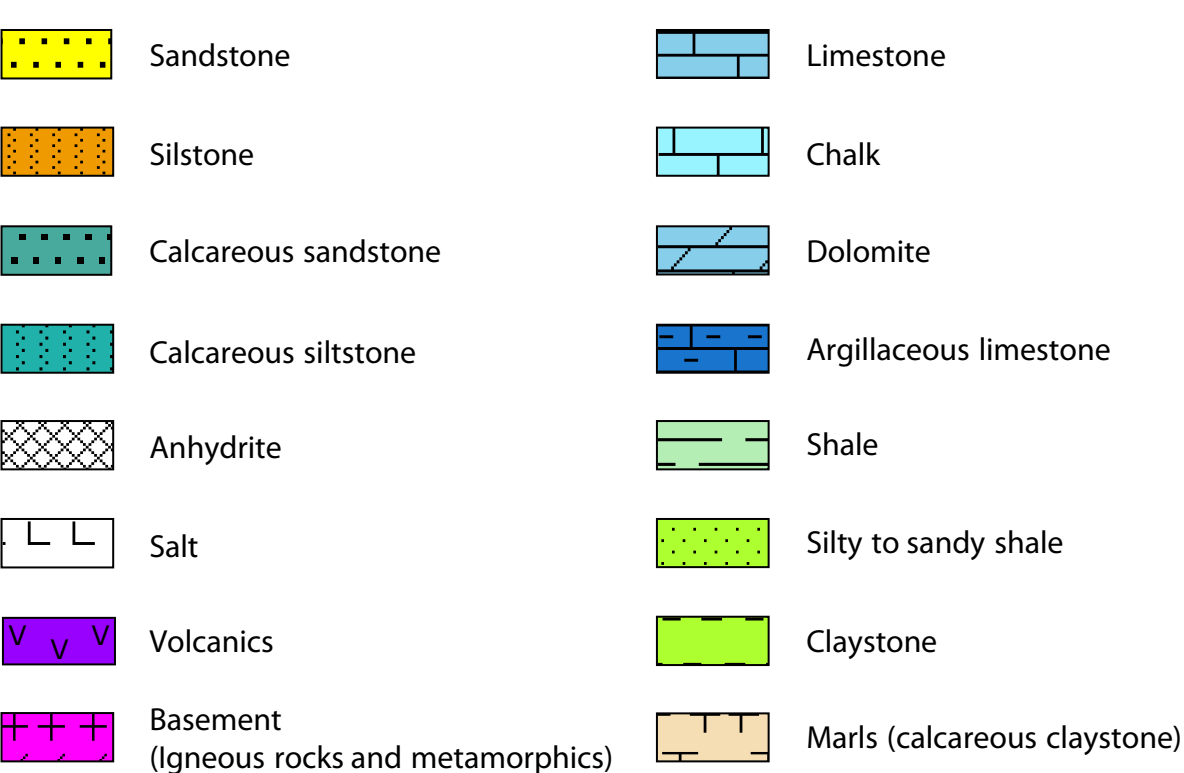 Sandstone
Silstone
Calcareous sandstone
Calcareous siltstone
Anhydrite
Salt
Volcanics
Basement
(Igneous rocks and metamorphics)
Limestone
Chalk
Dolomite
Argillaceous limestone
Shale
Silty to sandy shale
Claystone
Marls (calcareous claystone)